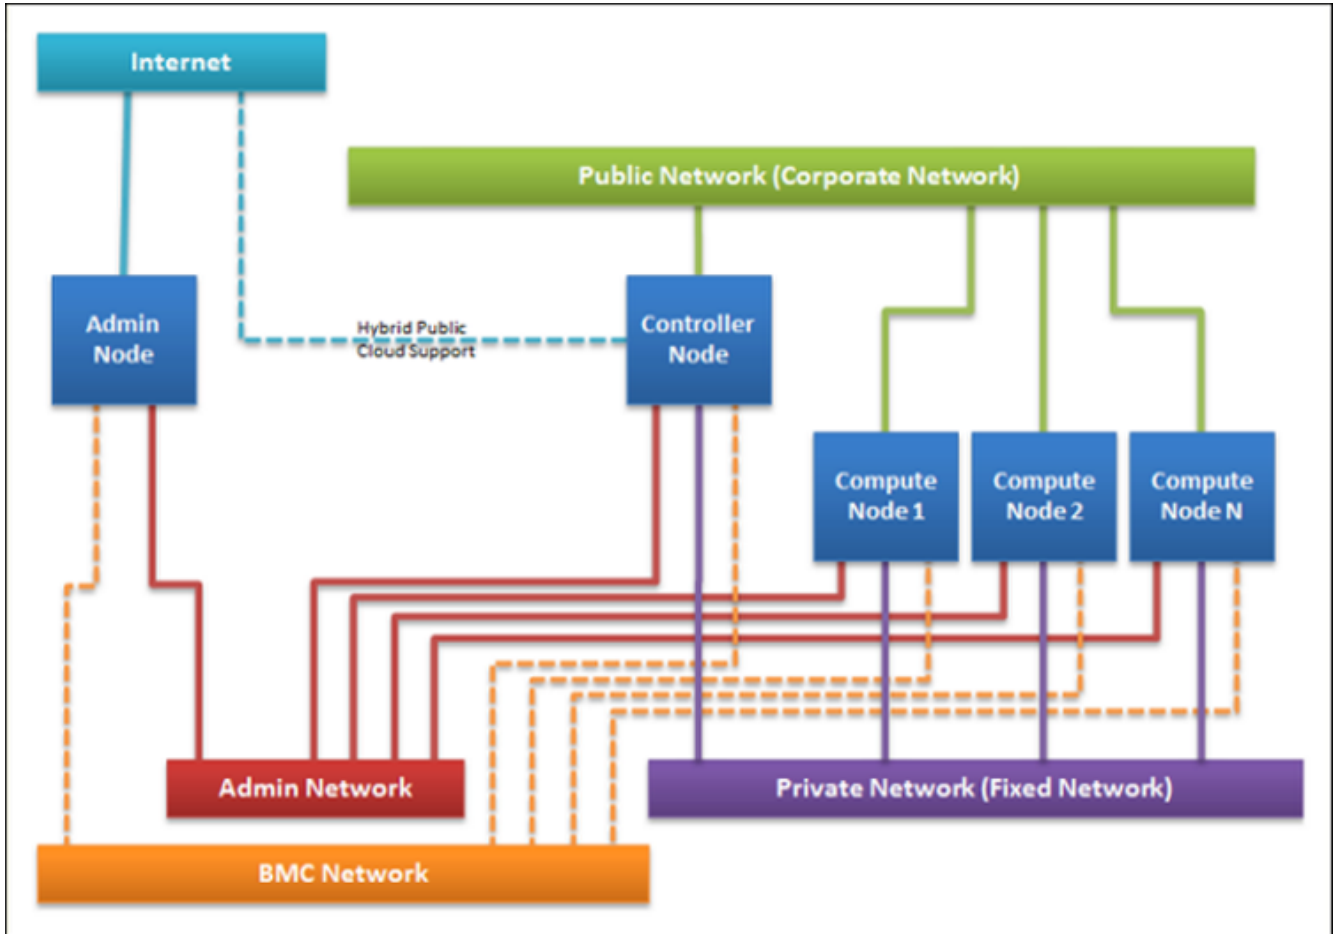 Internet
Public Network (Corporate Network)
Admin
Node
Hybrid Public
Cloud Support
Controller
Node
Compute
Node 1
Compute
Node 2
Compute
Node N
Admin Network
Private Network (Fixed Network)
BMC Network